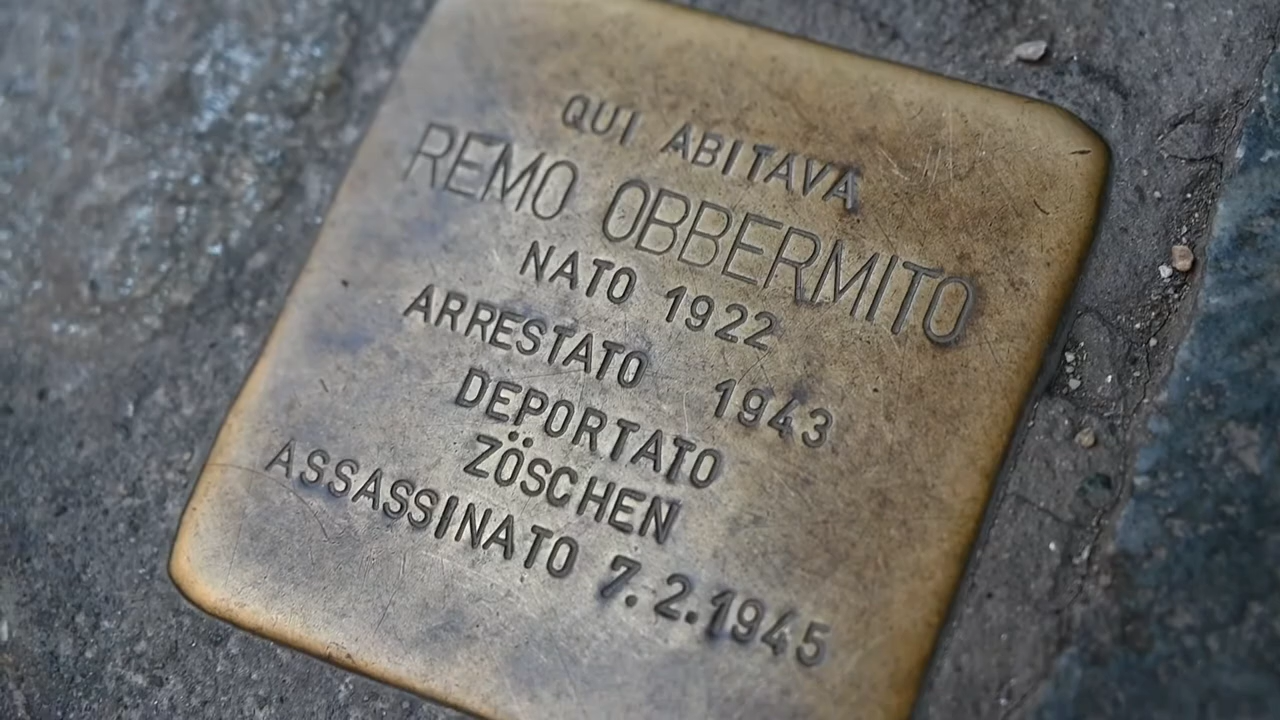 QUI ABITAVA
REMO OBBERMITO
NATO 1922
ARRESTATO 1943
DEPORTATO
ZÖSCHEN
ASSASSINATO 7.2.1945